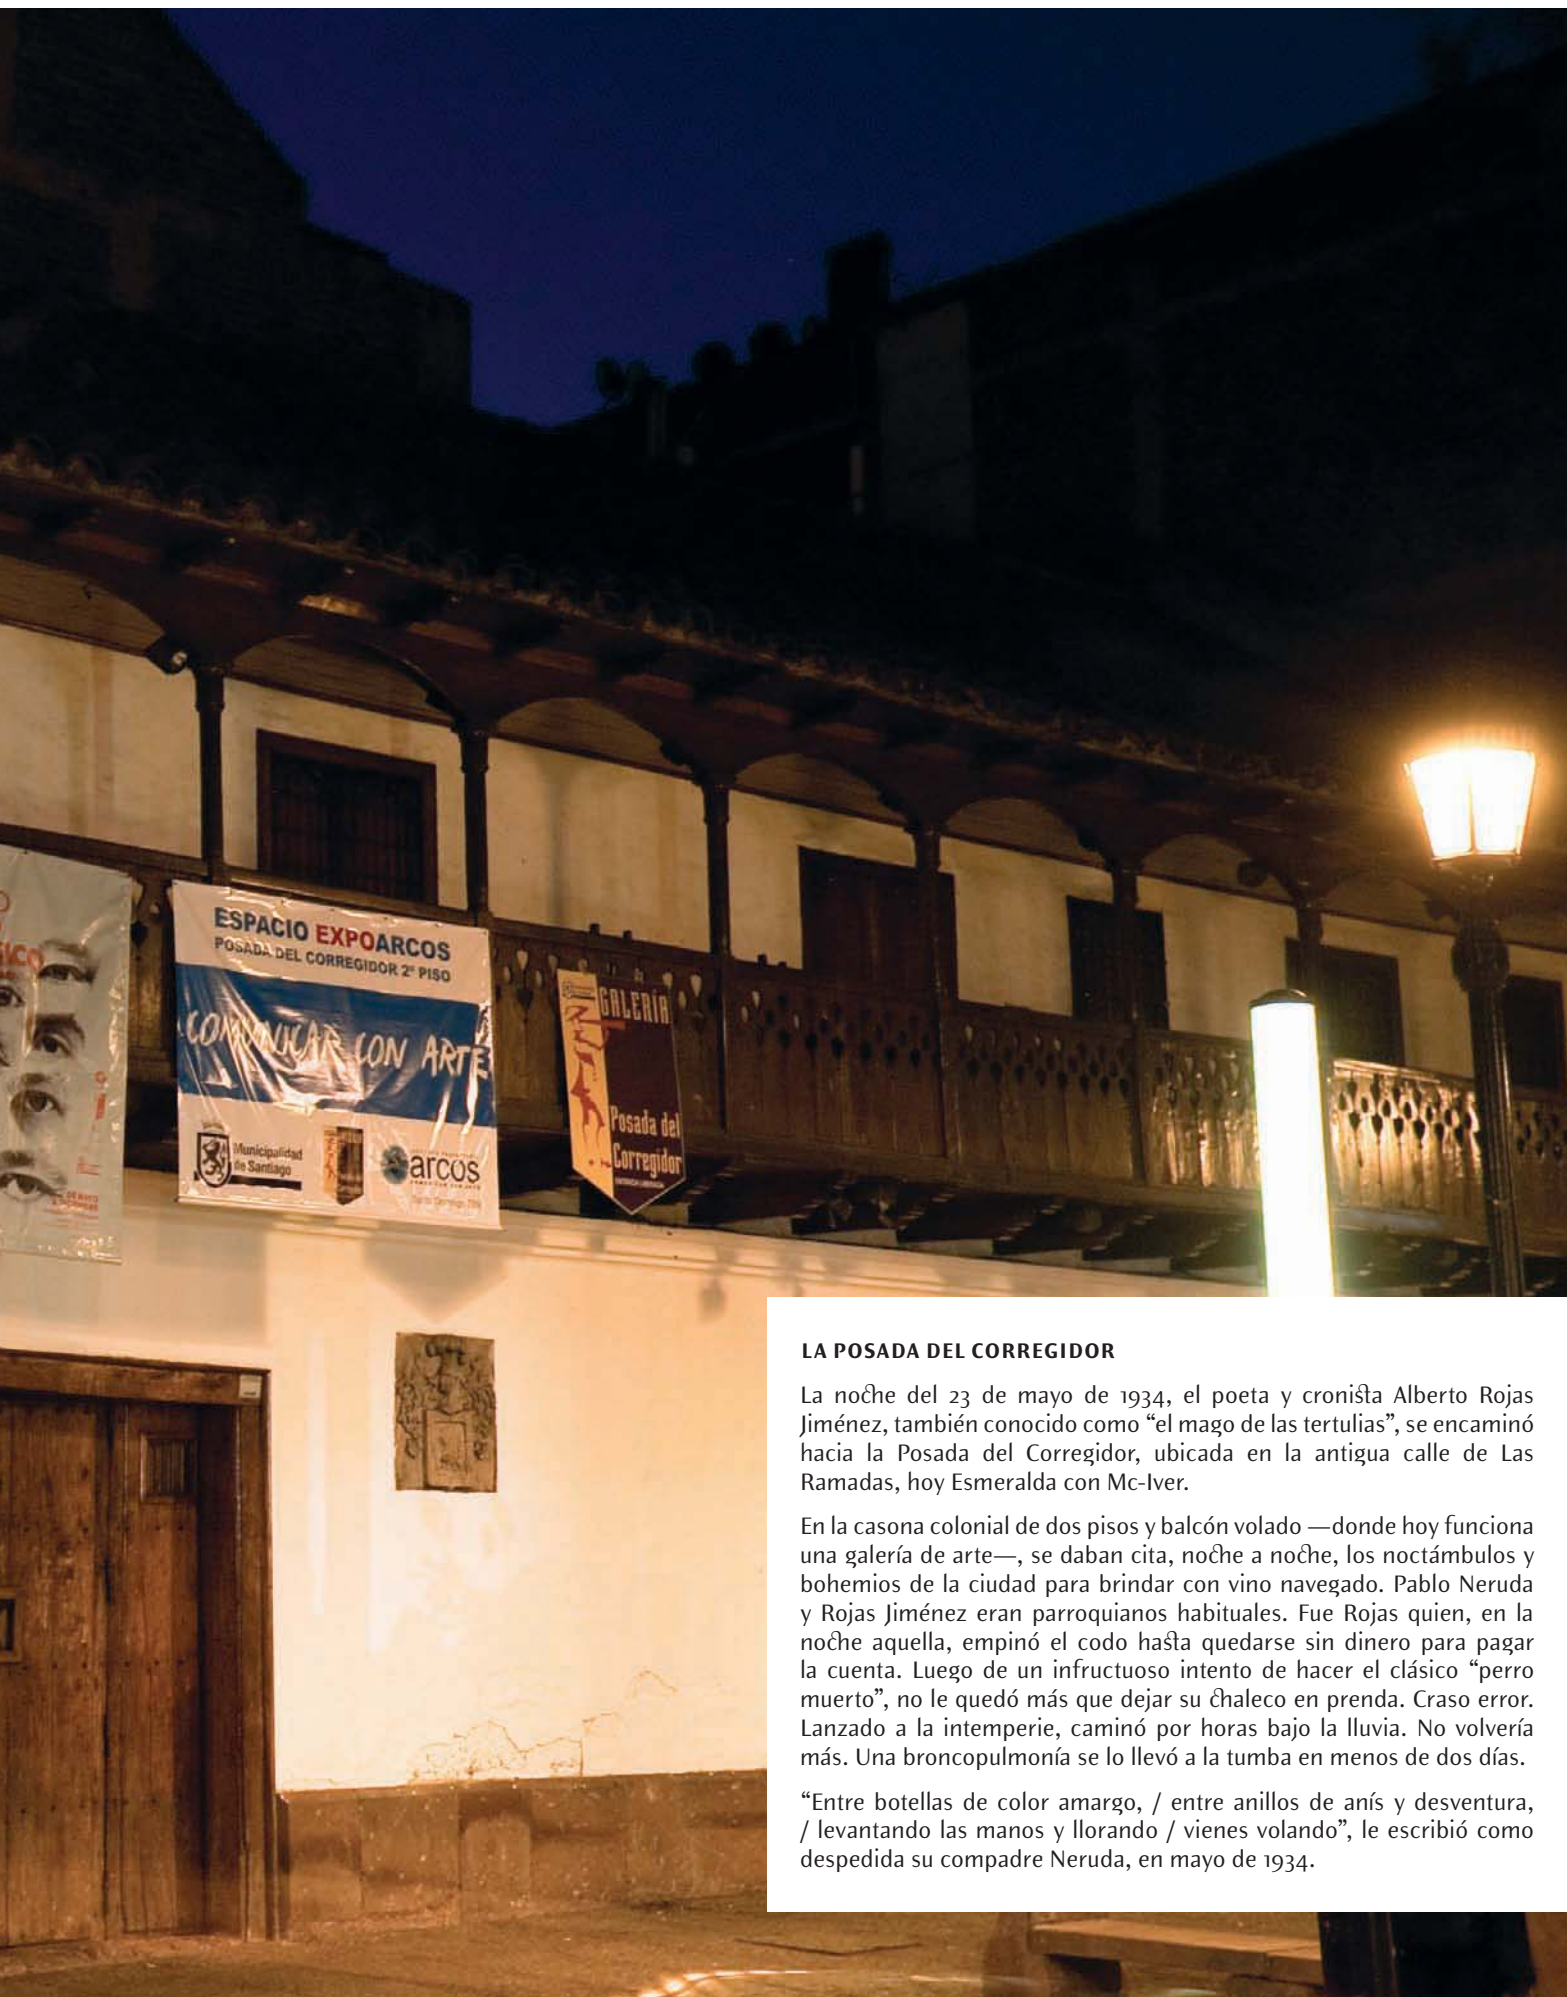 ICO
ESPACIO EXPOARCOS
POSADA DEL CORREGIDOR 2º PISO
COMUNICAR CON ARTE
Municipalidad
de Santiago
arcos
GALERÍA
Posada del
Corregidor
LA POSADA DEL CORREGIDOR
La noche del 23 de mayo de 1934, el poeta y cronista Alberto Rojas
Jiménez, también conocido como “el mago de las tertulias”, se encaminó
hacia la Posada del Corregidor, ubicada en la antigua calle de Las
Ramadas, hoy Esmeralda con Mc-Iver.
En la casona colonial de dos pisos y balcón volado —donde hoy funciona
una galería de arte—, se daban cita, noche a noche, los noctámbulos y
bohemios de la ciudad para brindar con vino navegado. Pablo Neruda
y Rojas Jiménez eran parroquianos habituales. Fue Rojas quien, en la
noche aquella, empinó el codo hasta quedarse sin dinero para pagar
la cuenta. Luego de un infructuoso intento de hacer el clásico “perro
muerto”, no le quedó más que dejar su chaleco en prenda. Craso error.
Lanzado a la intemperie, caminó por horas bajo la lluvia. No volvería
más. Una broncopulmonía se lo llevó a la tumba en menos de dos días.
“Entre botellas de color amargo, / entre anillos de anís y desventura,
/ levantando las manos y llorando / vienes volando”, le escribió como
despedida su compadre Neruda, en mayo de 1934.